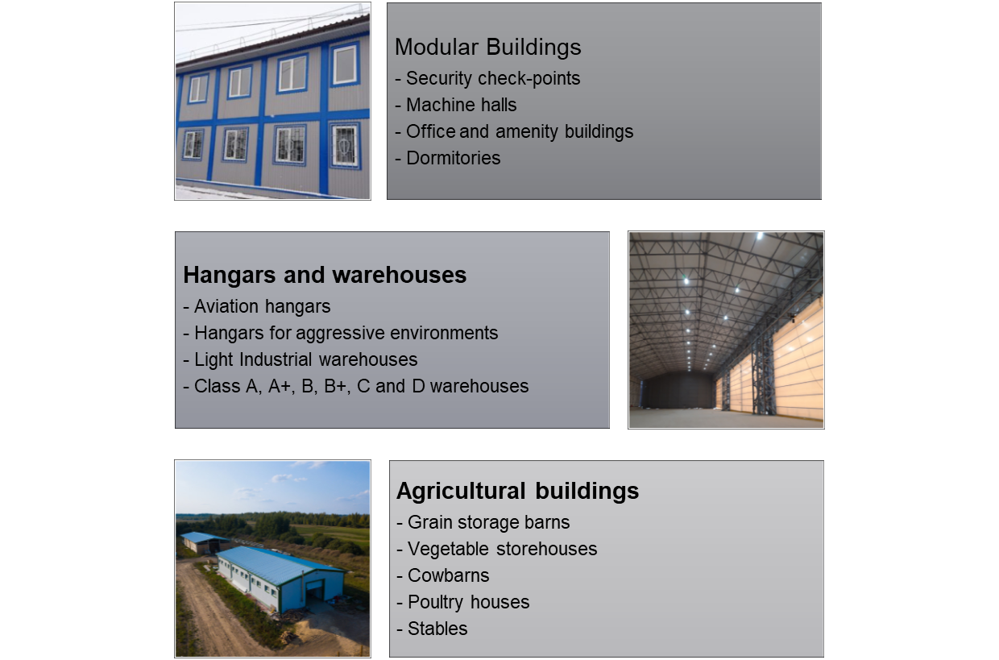 Modular Buildings
- Security check-points
- Machine halls
- Office and amenity buildings
- Dormitories
Hangars and warehouses
- Aviation hangars
- Hangars for aggressive environments
- Light Industrial warehouses
- Class A, A+, B, B+, C and D warehouses
Agricultural buildings
- Grain storage barns
- Vegetable storehouses
- Cowbarns
- Poultry houses
- Stables